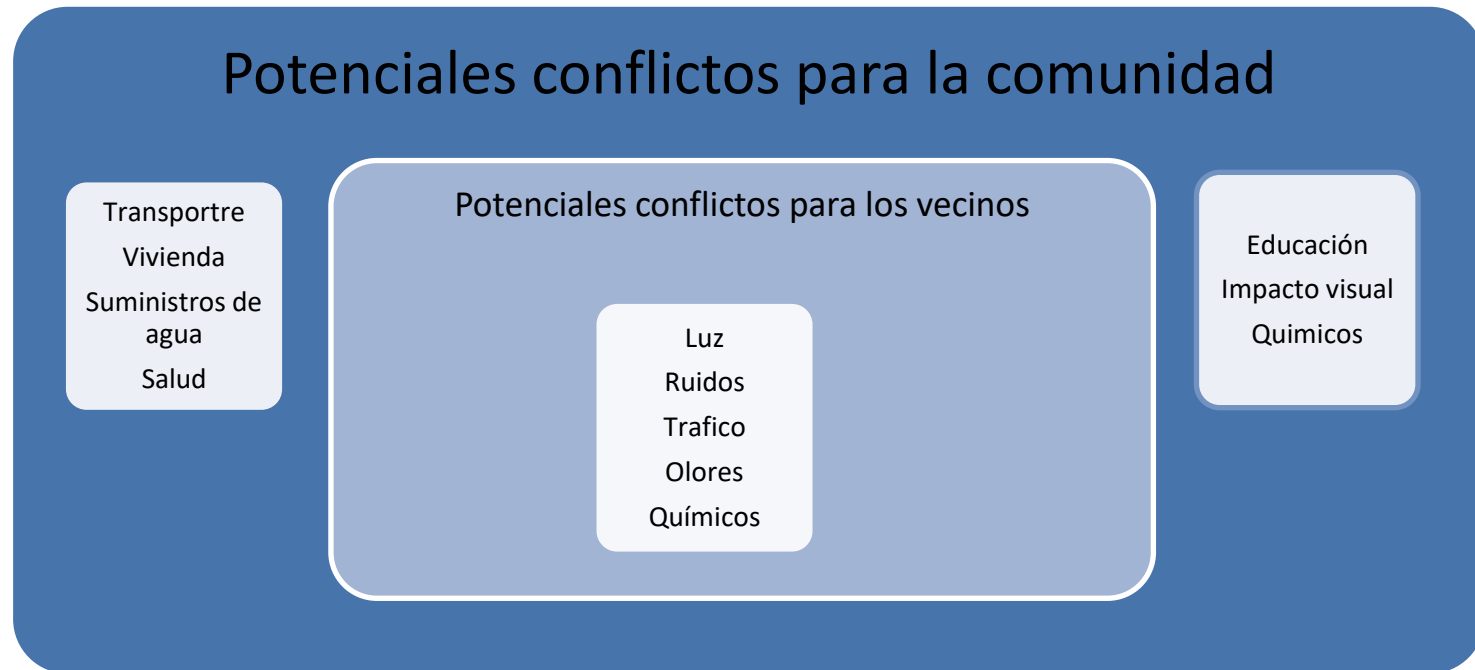 Potenciales conflictos para la comunidad
Transportre
Vivienda
Suministros de
agua
Salud
Potenciales conflictos para los vecinos
Luz
Ruidos
Trafico
Olores
Químicos
Educación
Impacto visual
Quimicos